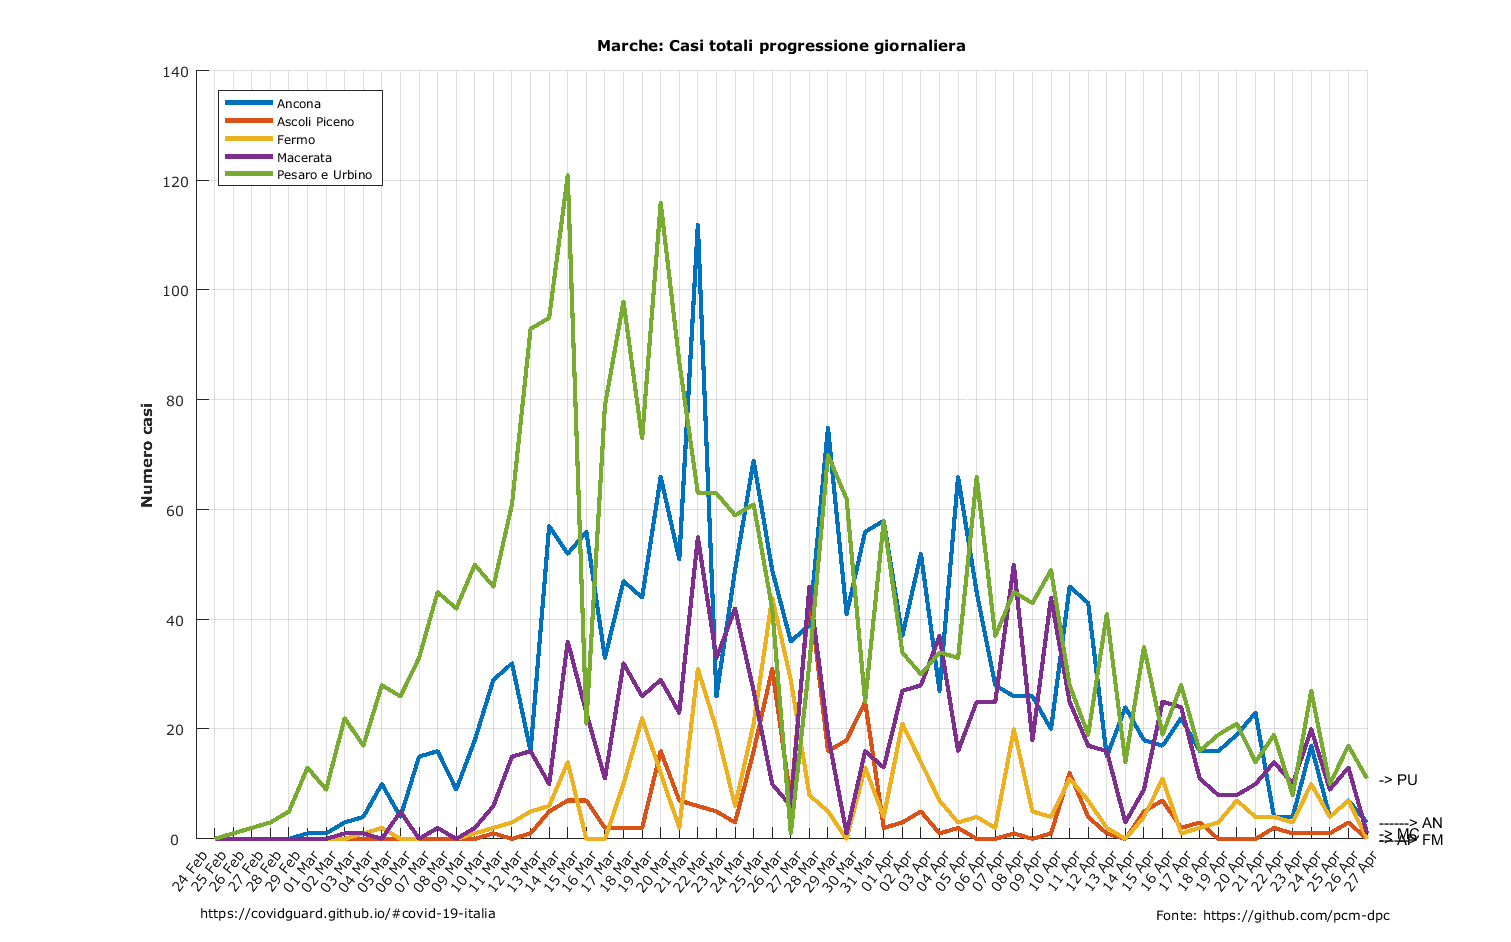 Marche: Casi totali progressione giornaliera
140
120
100
80
60
40
20
0
Numero casi
Ancona
Ascoli Piceno
Fermo
Macerata
Pesaro e Urbino
-> PU
------> AN
-> MC
-> AP FM
24 Feb
25 Feb
26 Feb
27 Feb
28 Feb
29 Feb
01 Mar
02 Mar
03 Mar
04 Mar
05 Mar
06 Mar
07 Mar
08 Mar
09 Mar
10 Mar
11 Mar
12 Mar
13 Mar
14 Mar
15 Mar
16 Mar
17 Mar
18 Mar
19 Mar
20 Mar
21 Mar
22 Mar
23 Mar
24 Mar
25 Mar
26 Mar
27 Mar
28 Mar
29 Mar
30 Mar
31 Mar
01 Apr
02 Apr
03 Apr
04 Apr
05 Apr
06 Apr
07 Apr
08 Apr
09 Apr
10 Apr
11 Apr
12 Apr
13 Apr
14 Apr
15 Apr
16 Apr
17 Apr
18 Apr
19 Apr
20 Apr
21 Apr
22 Apr
23 Apr
24 Apr
25 Apr
26 Apr
27 Apr
https://covidguard.github.io/#covid-19-italia
Fonte: https://github.com/pcm-dpc